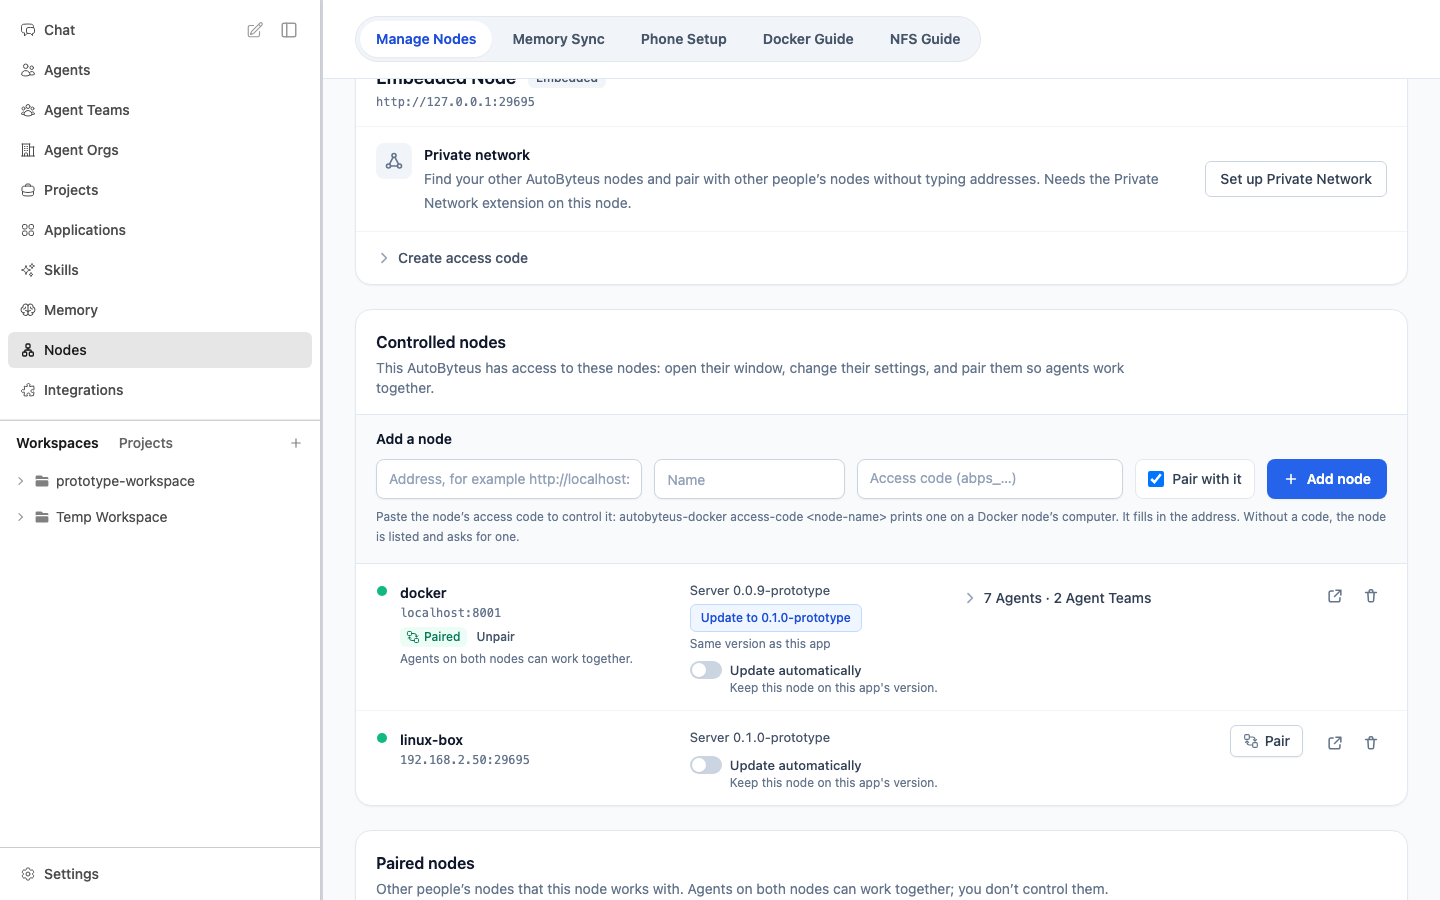 Chat
Agents
Agent Teams
Agent Orgs
Projects
Applications
Skills
Memory
Nodes
Integrations
Workspaces
Projects
prototype-workspace
Temp Workspace
Settings
Manage Nodes
Memory Sync
Phone Setup
Docker Guide
NFS Guide
Embedded Node
Embedded
http://127.0.0.1:29695
Private network
Find your other AutoByteus nodes and pair with other people’s nodes without typing addresses. Needs the Private
Network extension on this node.
Set up Private Network
Create access code
Controlled nodes
This AutoByteus has access to these nodes: open their window, change their settings, and pair them so agents work
together.
Add a node
Address, for example http://localhost:
Name
Access code (abps_...)
Pair with it
Add node
Paste the node’s access code to control it: autobyteus-docker access-code <node-name> prints one on a Docker node’s computer. It fills in the address. Without a code, the node
is listed and asks for one.
docker
localhost:8001
Paired
Unpair
Agents on both nodes can work together.
Server 0.0.9-prototype
Update to 0.1.0-prototype
Same version as this app
Update automatically
Keep this node on this app's version.
7 Agents · 2 Agent Teams
linux-box
192.168.2.50:29695
Server 0.1.0-prototype
Update automatically
Keep this node on this app's version.
Pair
Paired nodes
Other people’s nodes that this node works with. Agents on both nodes can work together; you don’t control them.